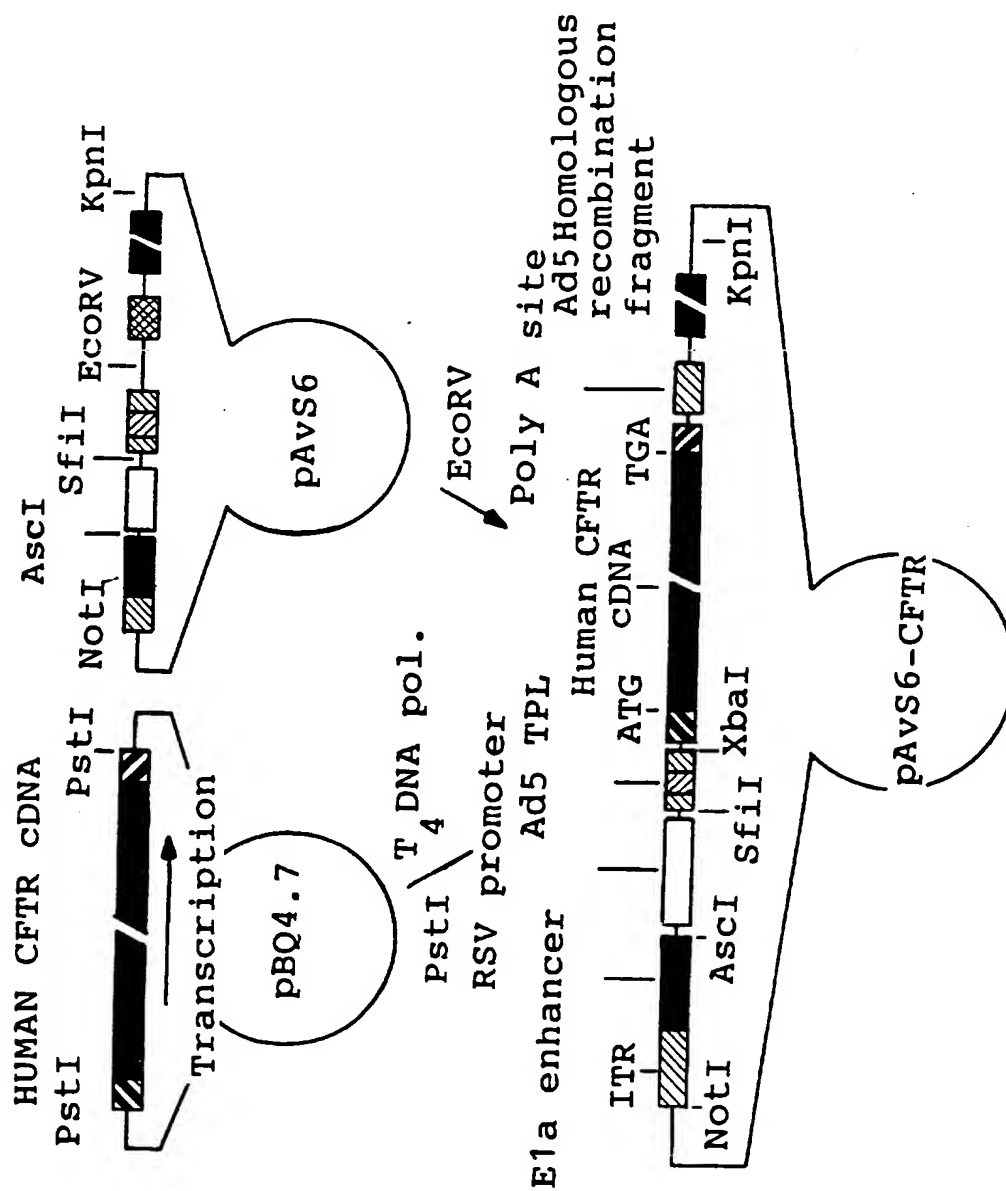 HUMAN CFTR cDNA
PstI
PstI
Transcription
pBQ4.7
AscI
NotI
SfiI
EcoRV
KpnI
pAvS6
PstI
T4 DNA pol.
EcoRV
E1a enhancer
RSV promoter
Ad5 TPL
Poly A site
Ad5 Homologous
recombination
fragment
ITR
ATG
Human CFTR
cDNA
TGA
NotI
AscI
SfiI
XbaI
KpnI
pAvS6-CFTR